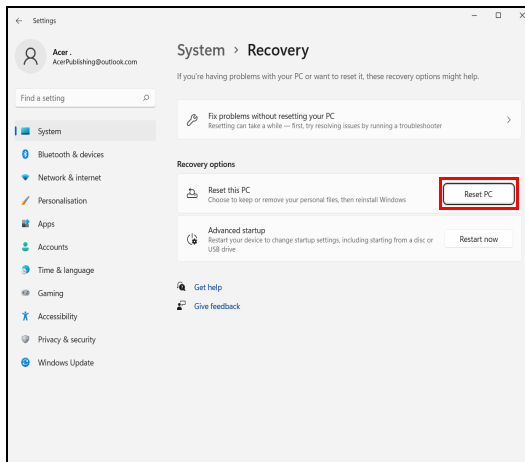 Settings
Acer .
AcerPublishing@outlook.com
Find a setting
System
Bluetooth & devices
Network & internet
Personalisation
Apps
Accounts
Time & language
Gaming
Accessibility
Privacy & security
Windows Update
System > Recovery
If you're having problems with your PC or want to reset it, these recovery options might help.
Fix problems without resetting your PC
Resetting can take a while — first, try resolving issues by running a troubleshooter
Recovery options
Reset this PC
Choose to keep or remove your personal files, then reinstall Windows
Reset PC
Advanced startup
Restart your device to change startup settings, including starting from a disc or
USB drive
Restart now
Get help
Give feedback